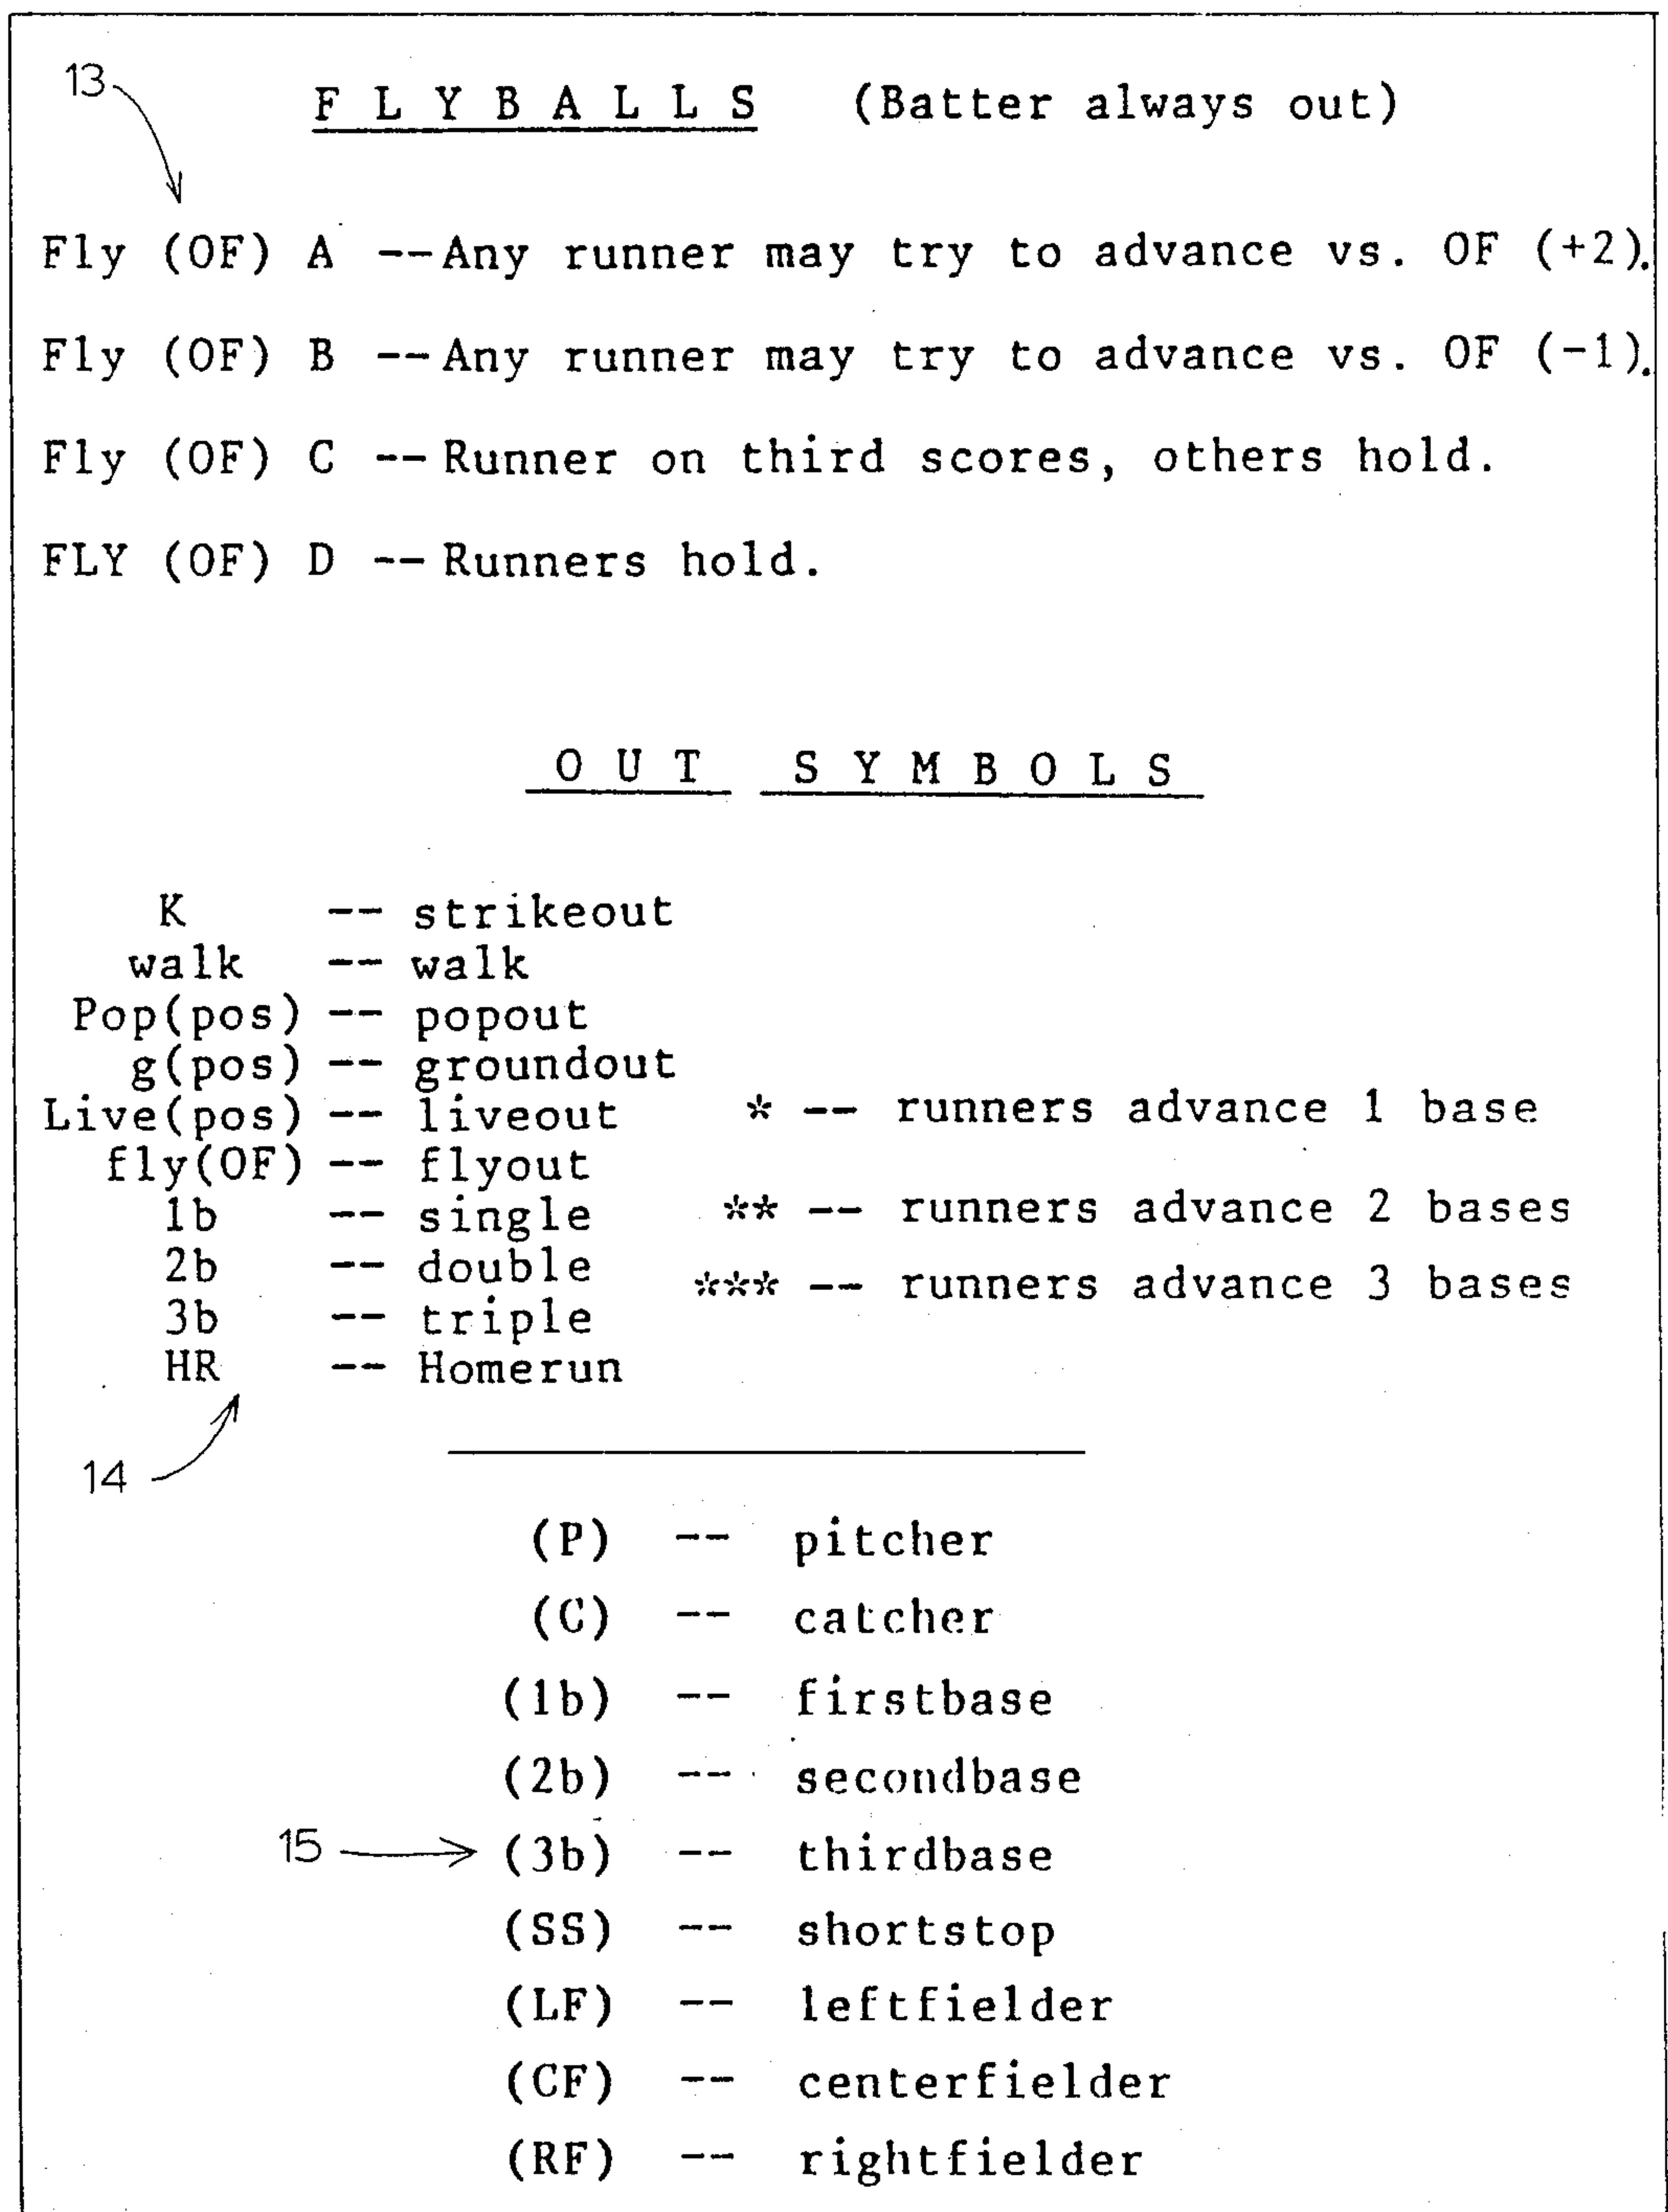 13
F L Y B A L L S (Batter always out)
Fly (OF) A --Any runner may try to advance vs. OF (+2).
Fly (OF) B --Any runner may try to advance vs. OF (-1).
Fly (OF) C --Runner on third scores, others hold.
FLY (OF) D --Runners hold.
O U T S Y M B O L S
K -- strikeout
walk -- walk
Pop(pos) -- popout
g(pos) -- groundout
Live(pos) -- liveout * -- runners advance 1 base
fly(OF) -- flyout
1b -- single ** -- runners advance 2 bases
2b -- double *** -- runners advance 3 bases
3b -- triple
HR -- Homerun
14
(P) -- pitcher
(C) -- catcher
(1b) -- firstbase
(2b) -- secondbase
15 (3b) -- thirdbase
(SS) -- shortstop
(LF) -- leftfielder
(CF) -- centerfielder
(RF) -- rightfielder